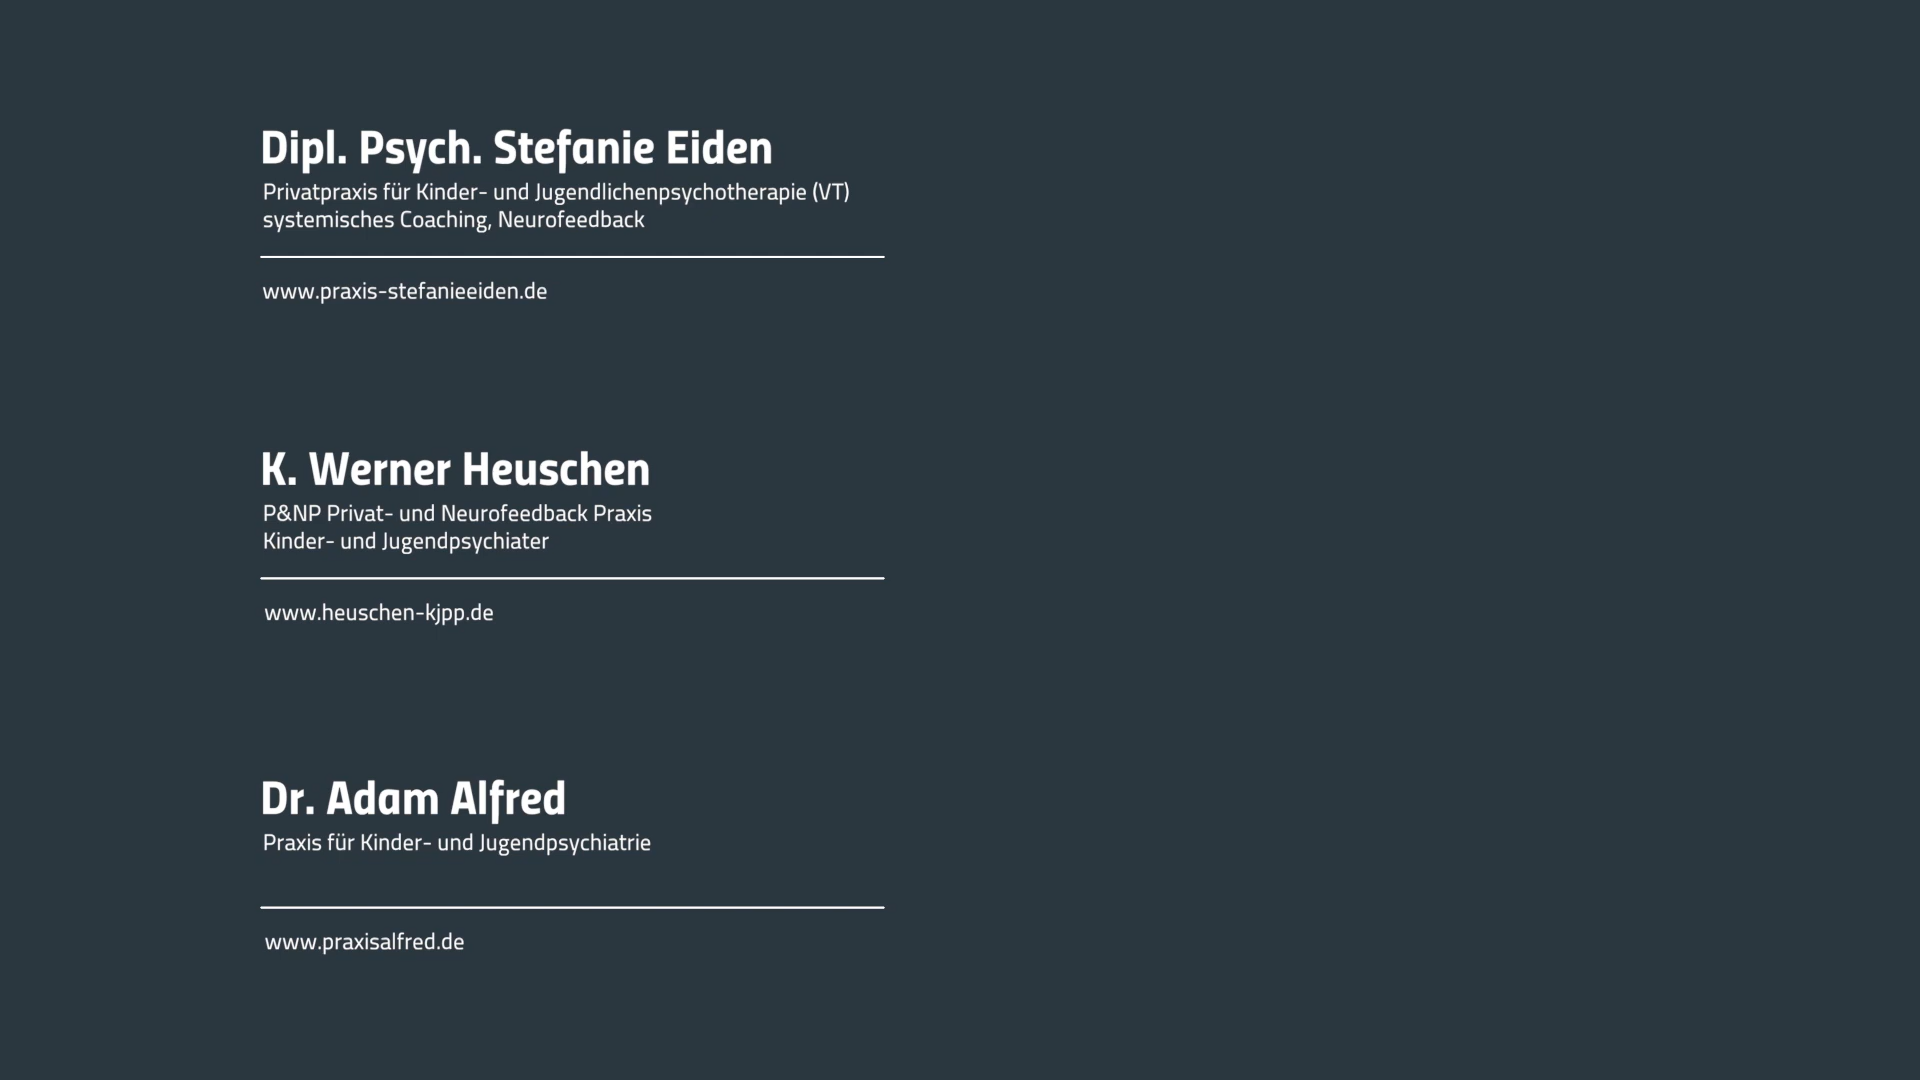 Dipl. Psych. Stefanie Eiden
Privatpraxis für Kinder- und Jugendlichenpsychotherapie (VT)
systemisches Coaching, Neurofeedback
www.praxis-stefanieeiden.de
K. Werner Heuschen
P&NP Privat- und Neurofeedback Praxis
Kinder- und Jugendpsychiater
www.heuschen-kjpp.de
Dr. Adam Alfred
Praxis für Kinder- und Jugendpsychiatrie
www.praxisalfred.de